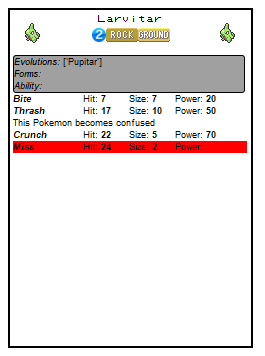 Larvitar
2 ROCK GROUND
Evolutions: ['Pupitar']
Forms:
Ability:
Bite Hit: 7 Size: 7 Power: 20
Thrash Hit: 17 Size: 10 Power: 50
This Pokemon becomes confused
Crunch Hit: 22 Size: 5 Power: 70
Miss Hit: 24 Size: 2 Power: